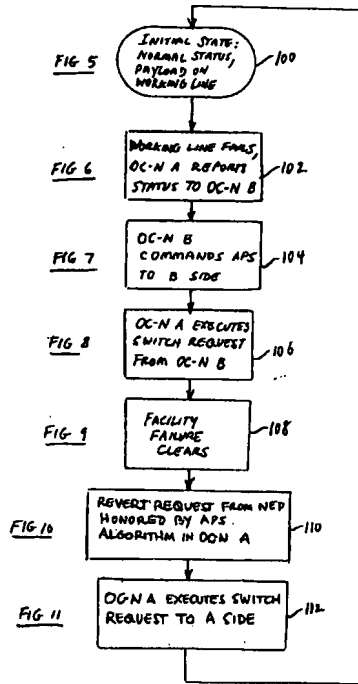 FIG 5
INITIAL STATE:
NORMAL STATUS,
PAYLOAD ON
WORKING LINE
100
FIG 6
WORKING LINE FAILS,
OC-N A REPORTS
STATUS TO OC-N B
102
FIG 7
OC-N B
COMMANDS APS
TO B SIDE
104
FIG 8
OC-N A EXECUTES
SWITCH REQUEST
FROM OC-N B
106
FIG 9
FACILITY
FAILURE
CLEARS
108
FIG 10
REVERT REQUEST FROM NEP
HONORED BY APS.
ALGORITHM IN OCN A
110
FIG 11
OCN A EXECUTES SWITCH
REQUEST TO A SIDE
112